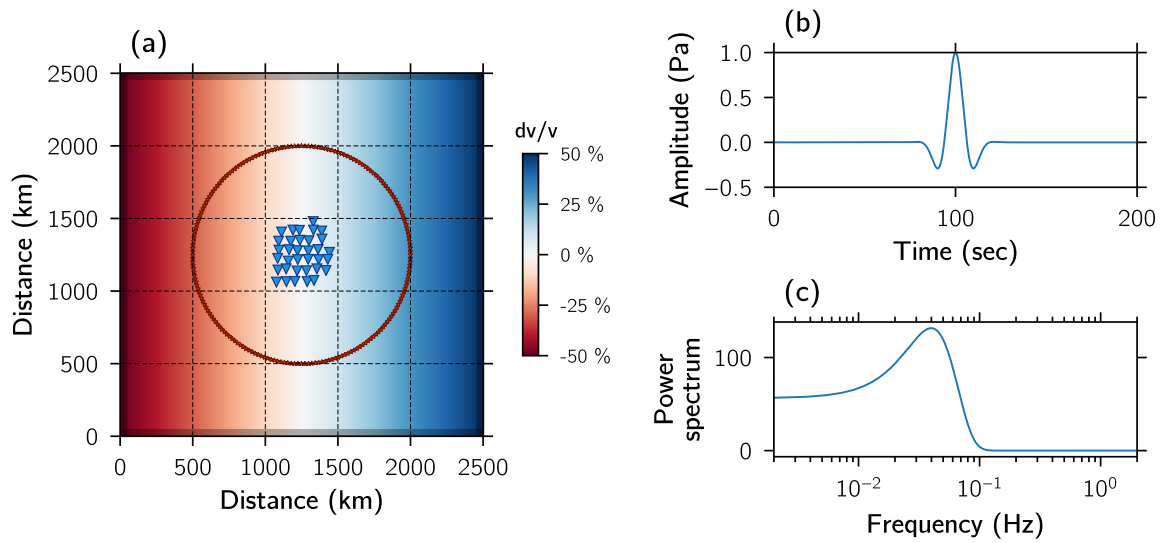 (a)
2500
2000
1500
1000
500
0
Distance (km)
0 500 1000 1500 2000 2500
Distance (km)
dv/v
50 %
25 %
0 %
-25 %
-50 %
(b)
1.0
0.5
0.0
−0.5
Amplitude (Pa)
0 100 200
Time (sec)
(c)
100
0
Power
spectrum
10⁻² 10⁻¹ 10⁰
Frequency (Hz)